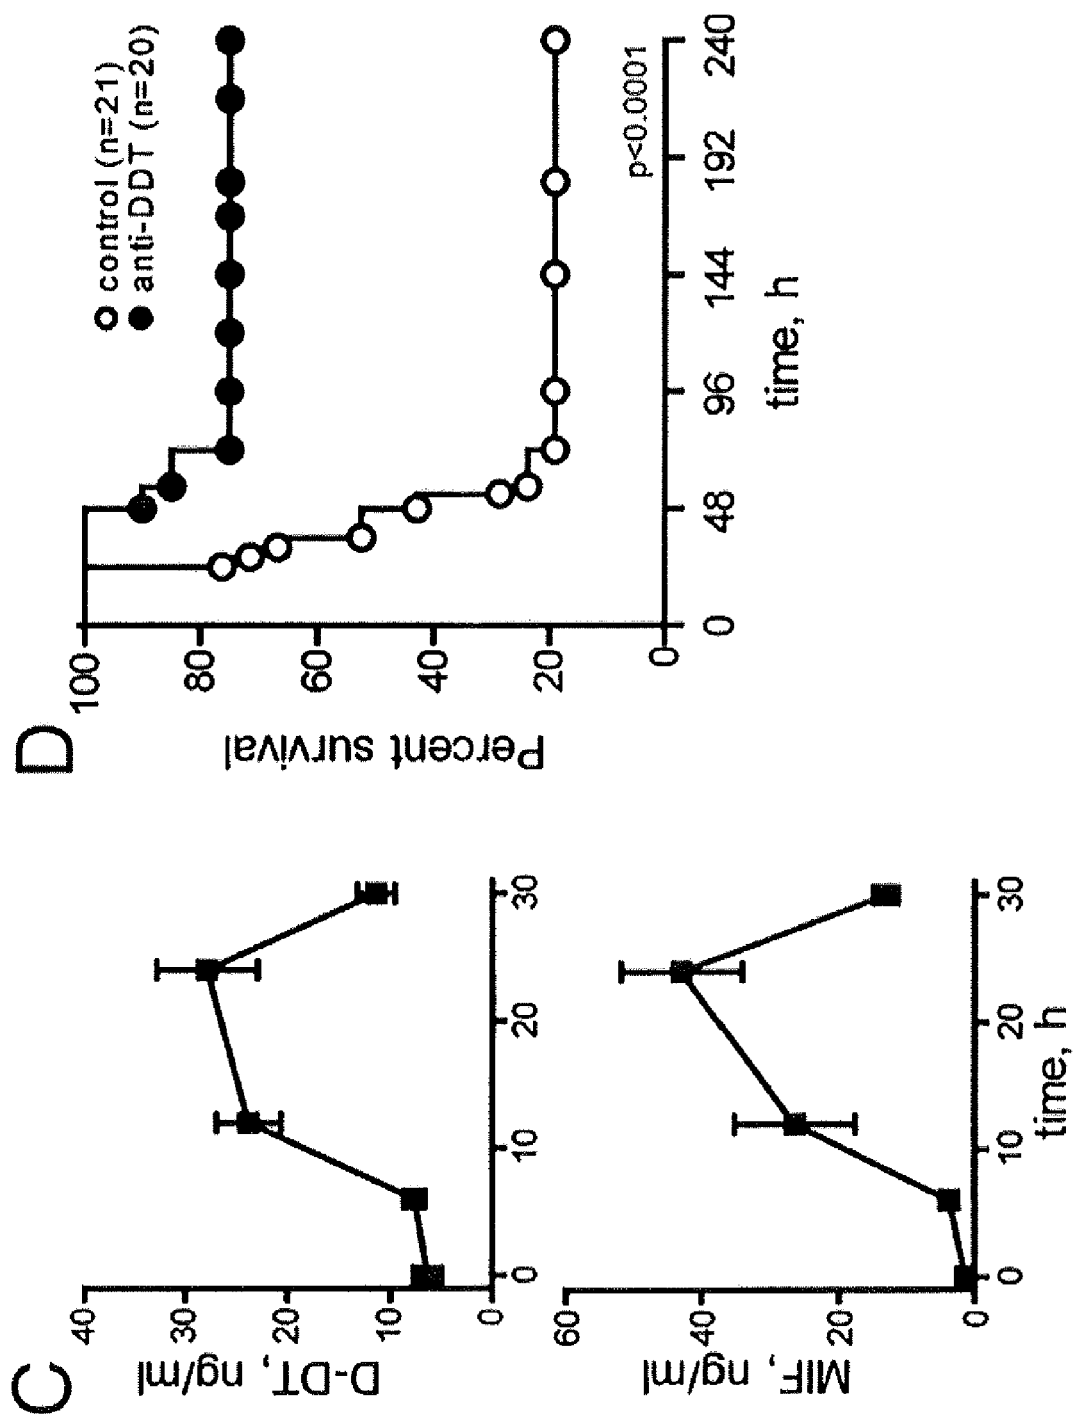 C
D-DT, ng/ml
40
30
20
10
0
0
10
20
30
MIF, ng/ml
60
40
20
0
0
10
20
30
time, h
D
Percent survival
100
80
60
40
20
0
control (n=21)
anti-DDT (n=20)
p<0.0001
0
48
96
144
192
240
time, h